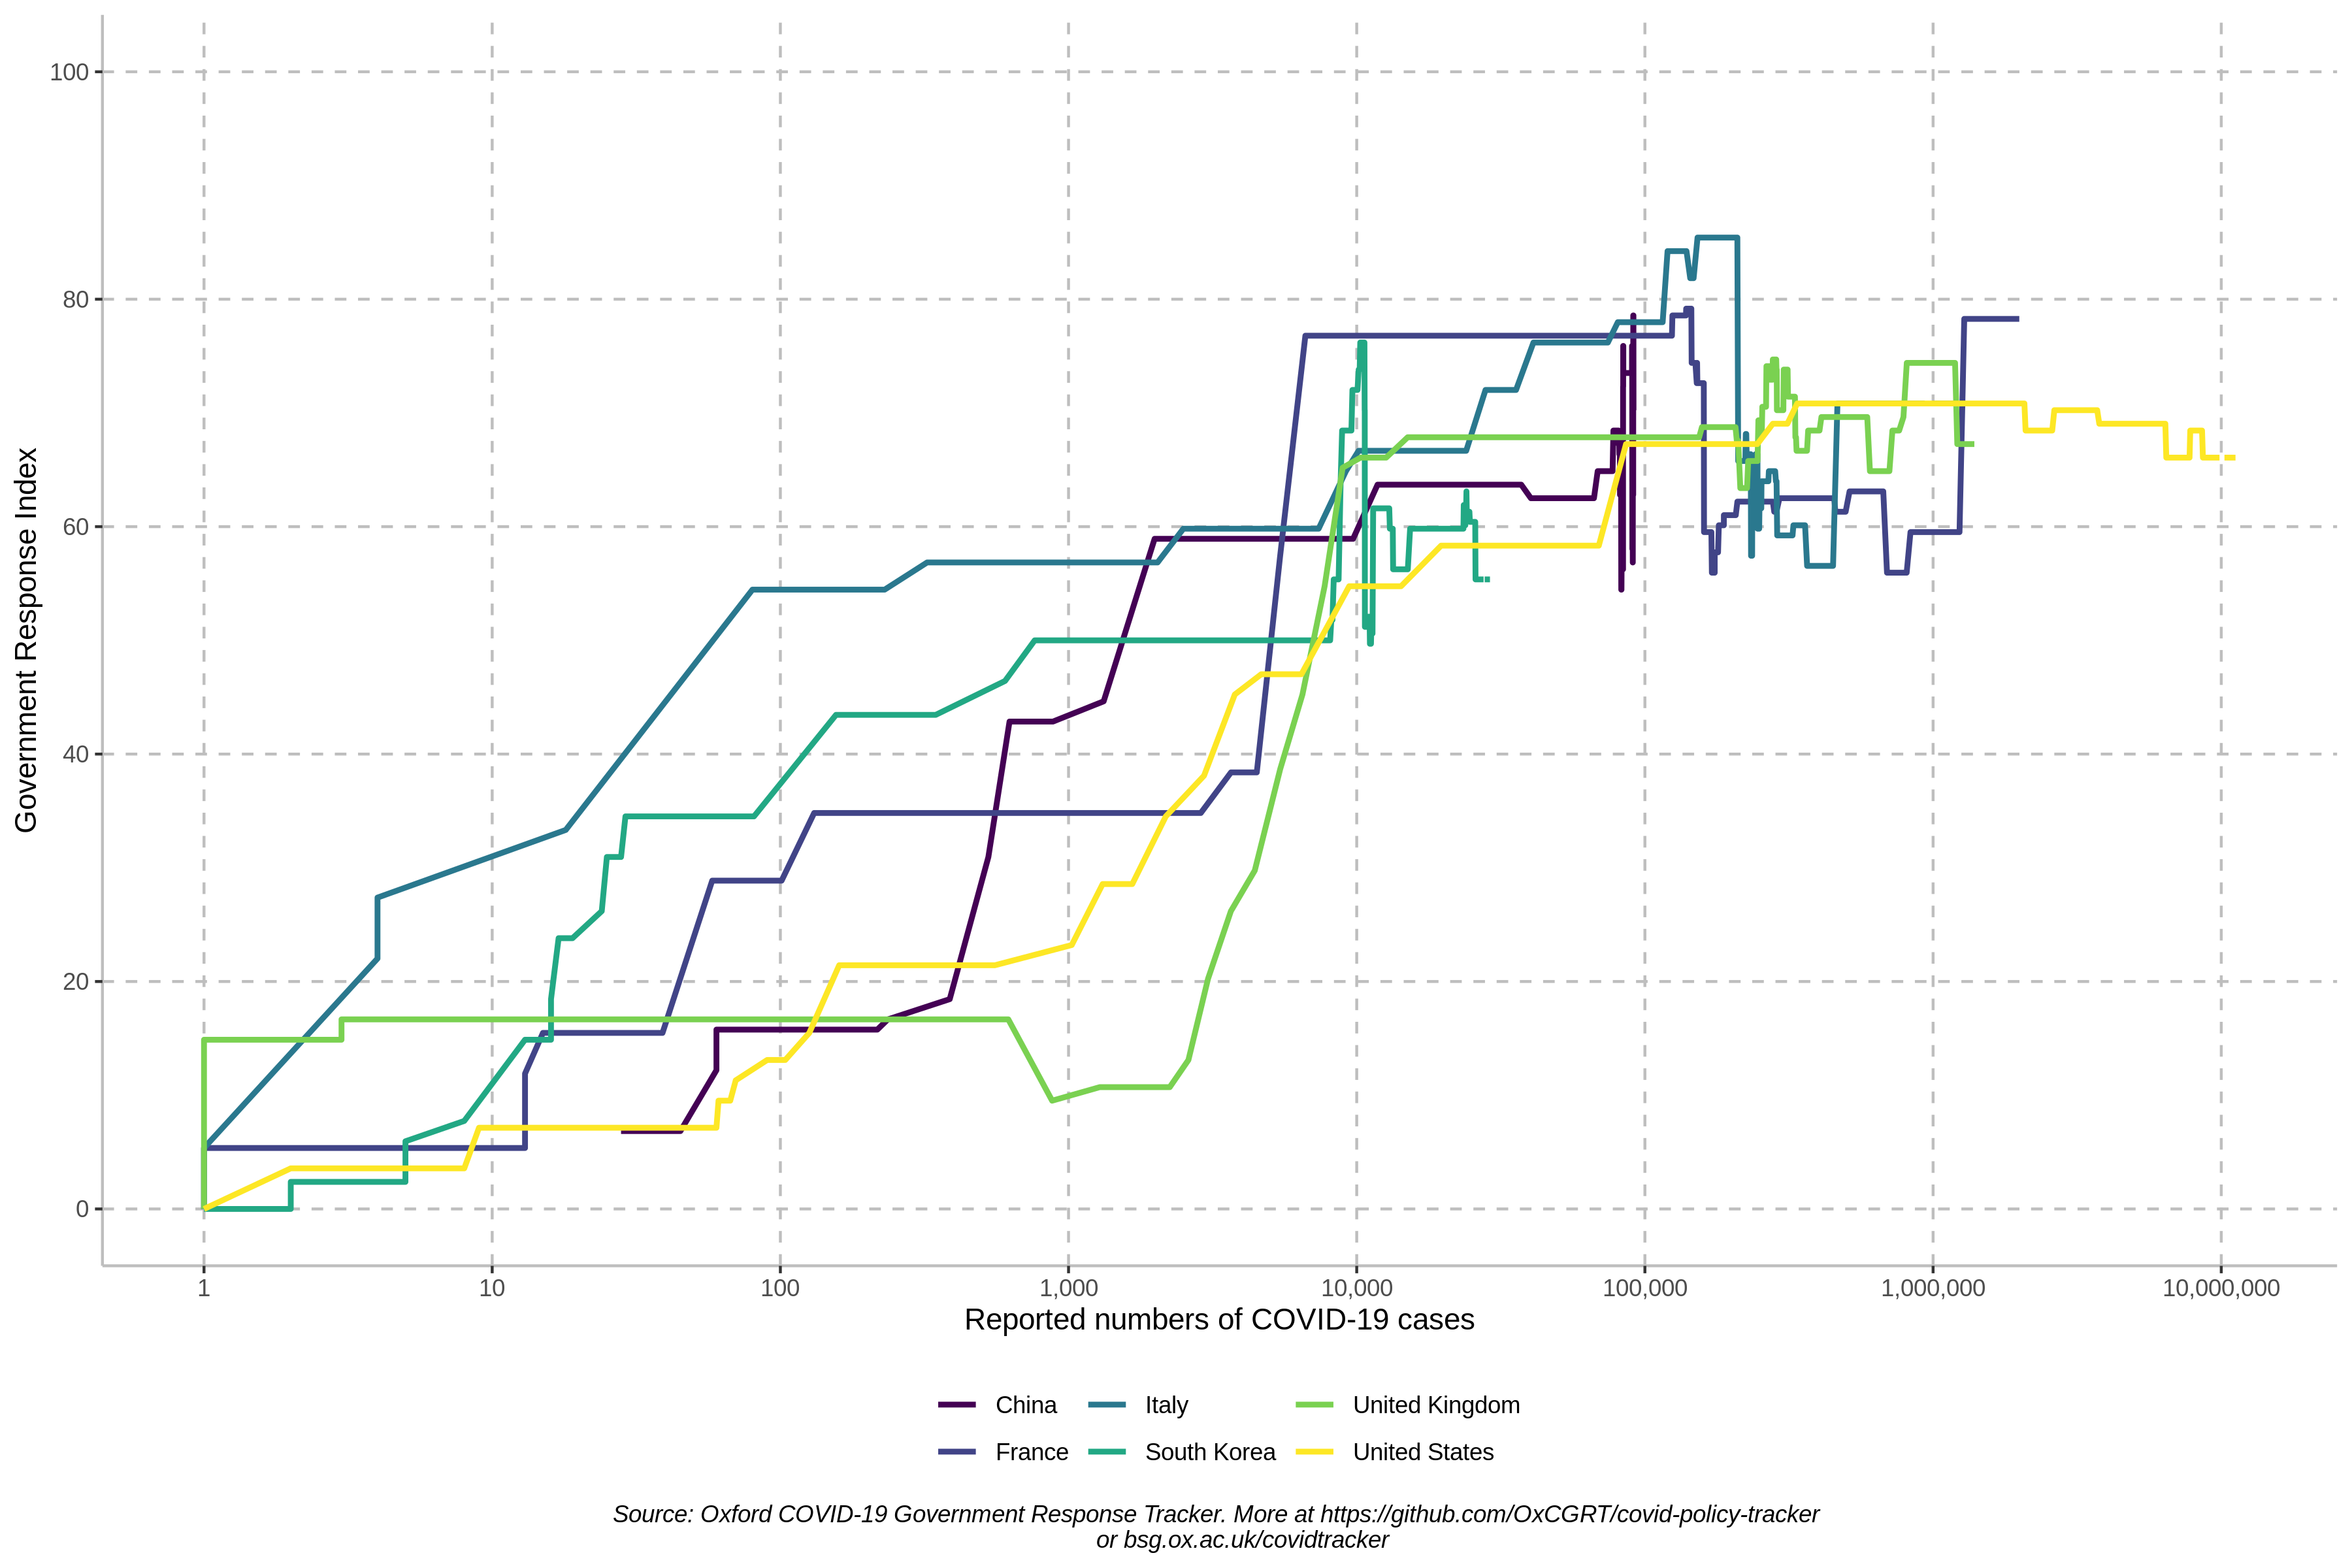 100
80
60
40
20
0
Government Response Index
1 10 100 1,000 10,000 100,000 1,000,000 10,000,000
Reported numbers of COVID-19 cases
China Italy United Kingdom
France South Korea United States
Source: Oxford COVID-19 Government Response Tracker. More at https://github.com/OxCGRT/covid-policy-tracker
or bsg.ox.ac.uk/covidtracker